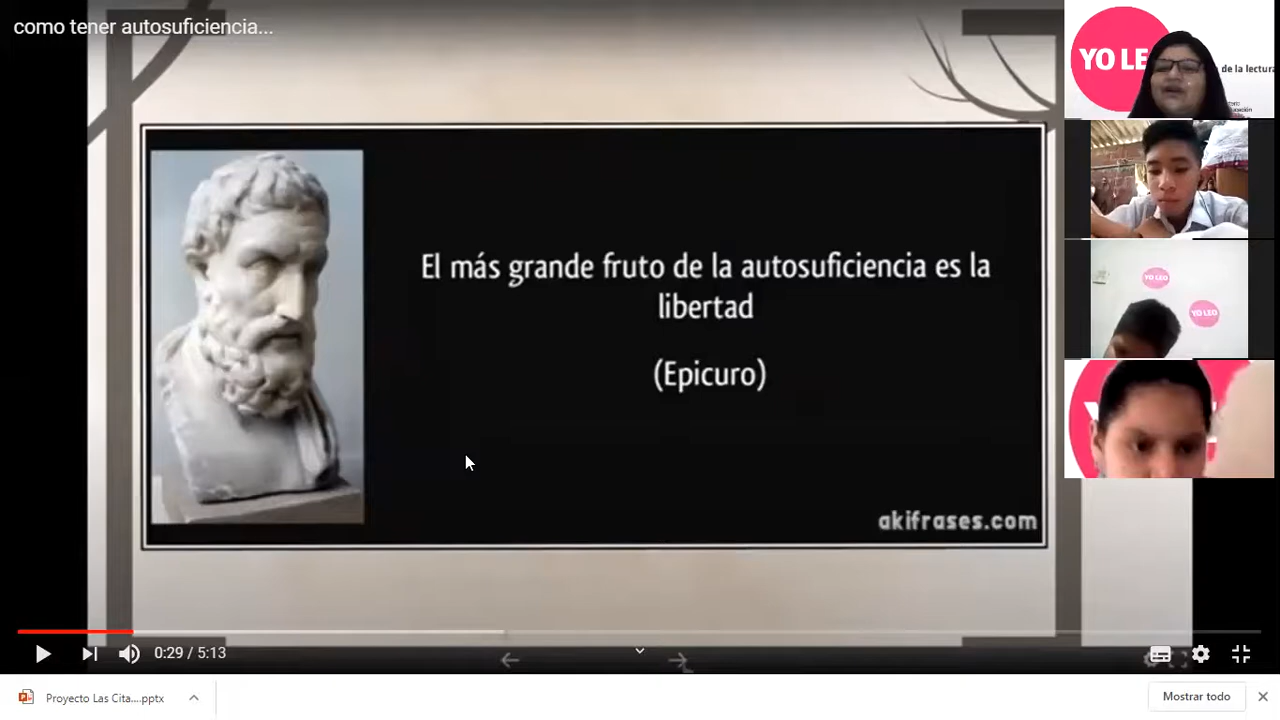 como tener autosuficiencia...
YO LE
de la lectura
El más grande fruto de la autosuficiencia es la
libertad
(Epicuro)
akifrases.com
YO LEO
YO LEO
0:29 / 5:13
Proyecto Las Cita....pptx
Mostrar todo